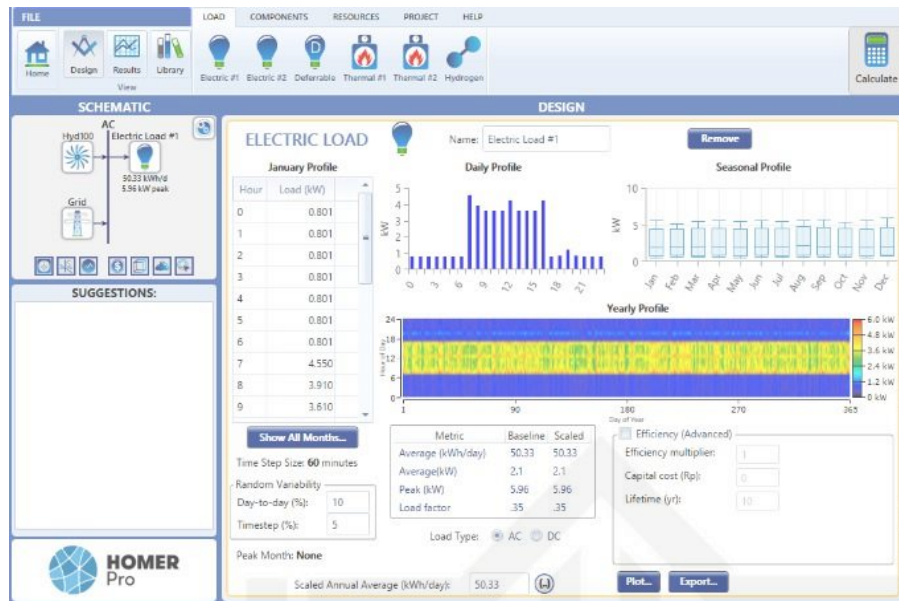 FILE
LOAD COMPONENTS RESOURCES PROJECT HELP
Home Design Results Library Electric #1 Electric #2 Deferrable Thermal #1 Thermal #2 Hydrogen Calculate
View
SCHEMATIC
DESIGN
AC
Hyd100 Electric Load #1
50.33 kWh/d
5.96 kW peak
Grid
SUGGESTIONS:
HOMER
Pro
ELECTRIC LOAD
Name: Electric Load #1
Remove
January Profile
Hour Load (kW)
0 0.801
1 0.801
2 0.801
3 0.801
4 0.801
5 0.801
6 0.801
7 4.550
8 3.910
9 3.610
Daily Profile
kW
5
4
3
2
1
0
0 3 6 9 12 15 18 21
Seasonal Profile
kW
10
5
0
Jan Feb Mar Apr May Jun Jul Aug Sep Oct Nov Dec
Yearly Profile
Hour of Day
24
18
12
6
0
1 90 180 270 365
Day of Year
6.0 kW
4.8 kW
3.6 kW
2.4 kW
1.2 kW
0 kW
Show All Months...
Time Step Size: 60 minutes
Random Variability
Day-to-day (%): 10
Timestep (%): 5
Peak Month: None
Metric Baseline Scaled
Average (kWh/day) 50.33 50.33
Average(kW) 2.1 2.1
Peak (kW) 5.96 5.96
Load factor .35 .35
Load Type: AC DC
Scaled Annual Average (kWh/day): 50.33
Efficiency (Advanced)
Efficiency multiplier: 1
Capital cost (Rp): 0
Lifetime (yr): 10
Plot... Export...